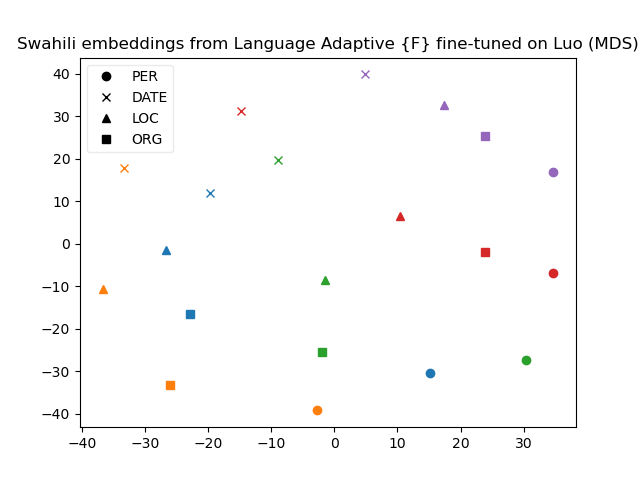 Swahili embeddings from Language Adaptive {F} fine-tuned on Luo (MDS)
PER
DATE
LOC
ORG
40
30
20
10
0
−10
−20
−30
−40
−40 −30 −20 −10 0 10 20 30